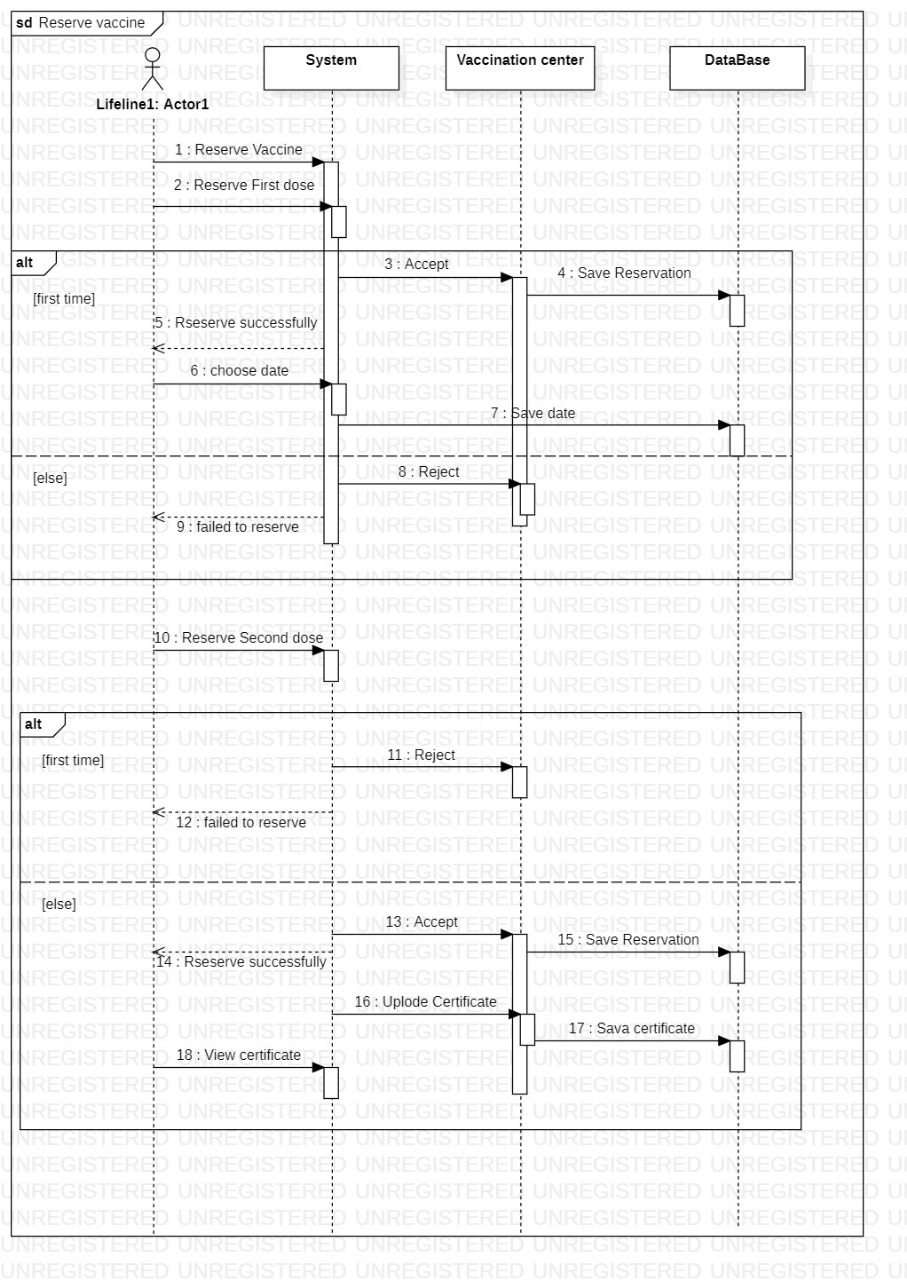 sd Reserve vaccine
System
Vaccination center
DataBase
Lifeline1: Actor1
1 : Reserve Vaccine
2 : Reserve First dose
alt
3 : Accept
4 : Save Reservation
[first time]
5 : Rseserve successfully
6 : choose date
7 : Save date
[else]
8 : Reject
9 : failed to reserve
10 : Reserve Second dose
alt
[first time]
11 : Reject
12 : failed to reserve
[else]
13 : Accept
15 : Save Reservation
14 : Rseserve successfully
16 : Uplode Certificate
17 : Sava certificate
18 : View certificate
UNREGISTERED